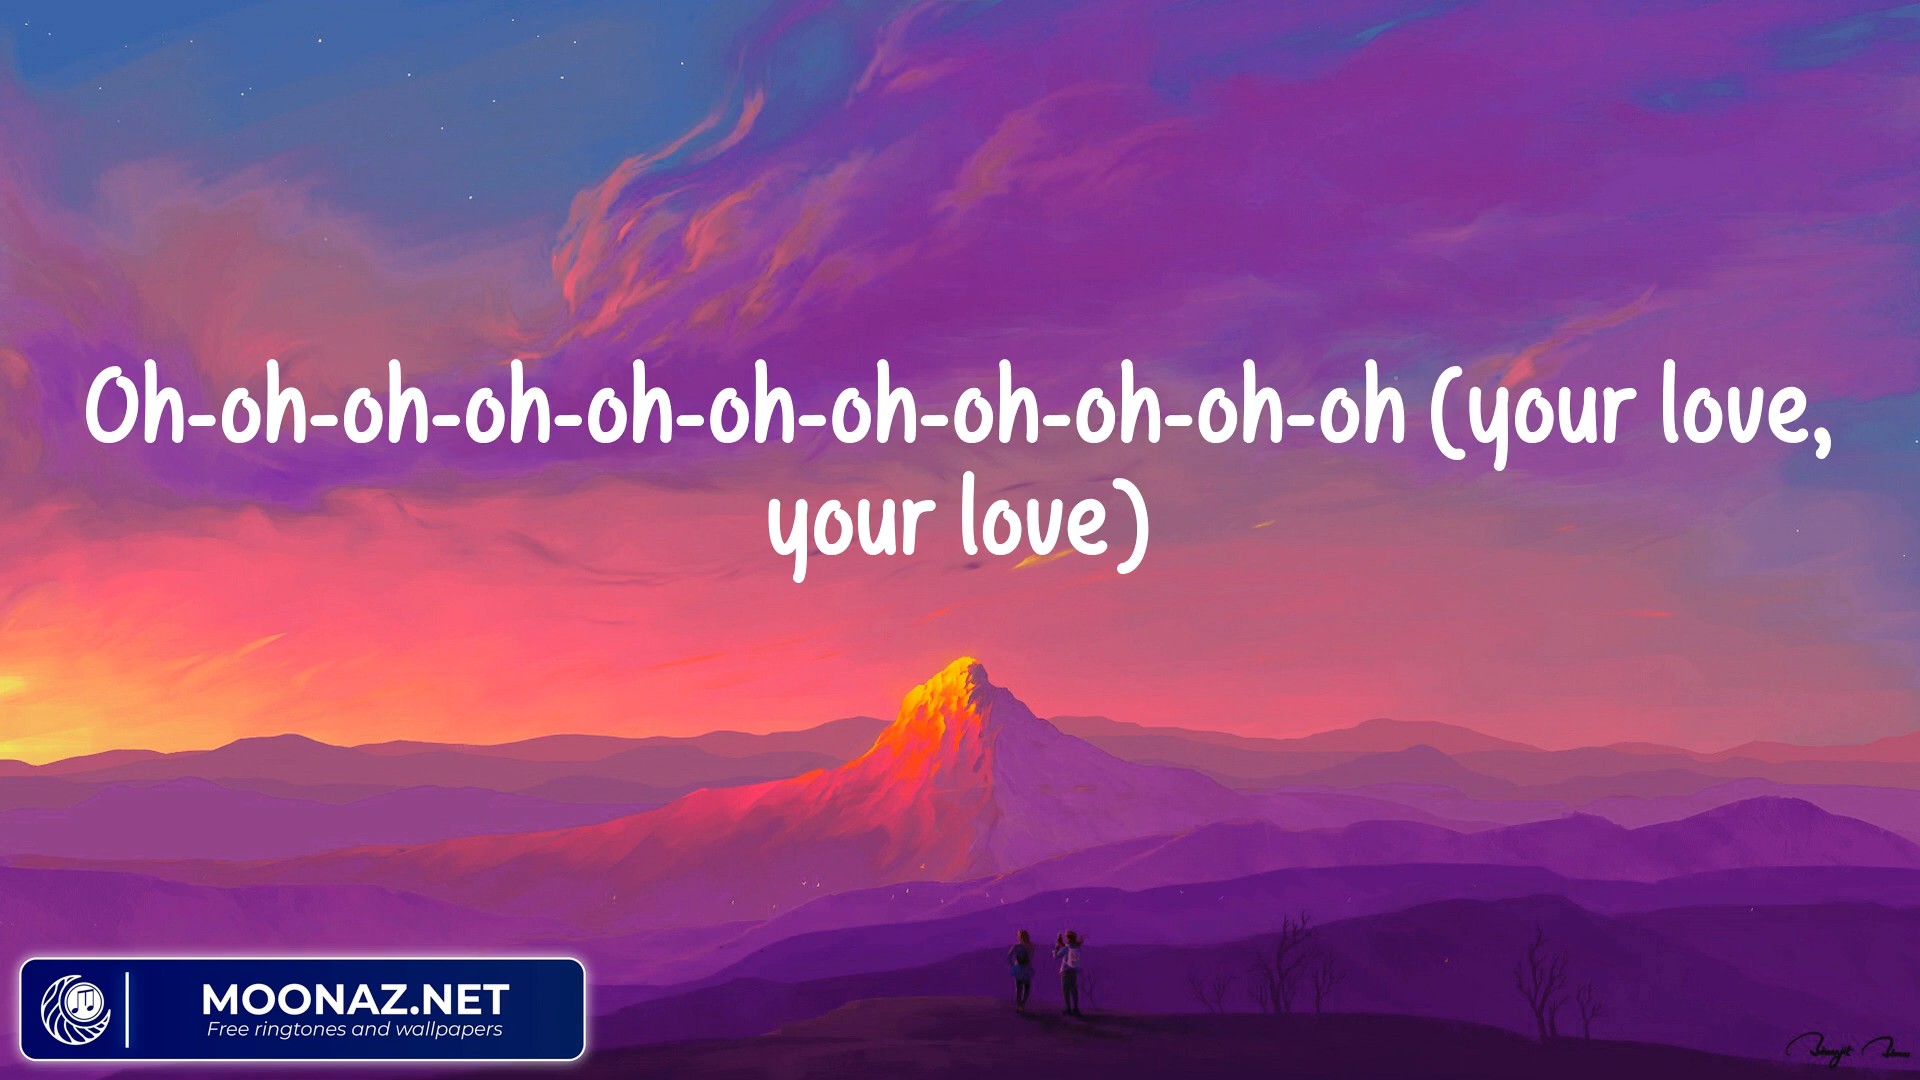 Oh-oh-oh-oh-oh-oh-oh-oh-oh-oh-oh (your love,
your love)
MOONAZ.NET
Free ringtones and wallpapers